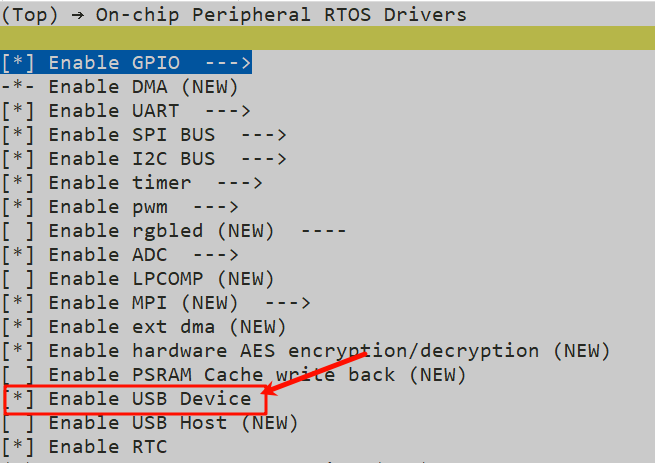 (Top) → On-chip Peripheral RTOS Drivers
[*] Enable GPIO  --->
-*- Enable DMA (NEW)
[*] Enable UART  --->
[*] Enable SPI BUS  --->
[*] Enable I2C BUS  --->
[*] Enable timer  --->
[*] Enable pwm  --->
[ ] Enable rgbled (NEW)  ----
[*] Enable ADC  --->
[ ] Enable LPCOMP (NEW)
[*] Enable MPI (NEW)  --->
[*] Enable ext dma (NEW)
[*] Enable hardware AES encryption/decryption (NEW)
[ ] Enable PSRAM Cache write back (NEW)
[*] Enable USB Device
[ ] Enable USB Host (NEW)
[*] Enable RTC